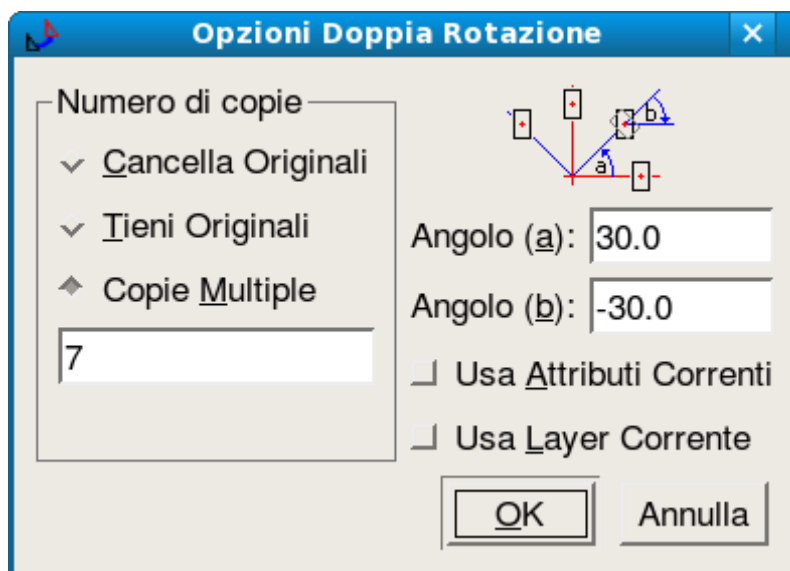 Opzioni Doppia Rotazione
Numero di copie
Cancella Originali
Tieni Originali
Copie Multiple
7
b
a
Angolo (a): 30.0
Angolo (b): -30.0
Usa Attributi Correnti
Usa Layer Corrente
OK Annulla